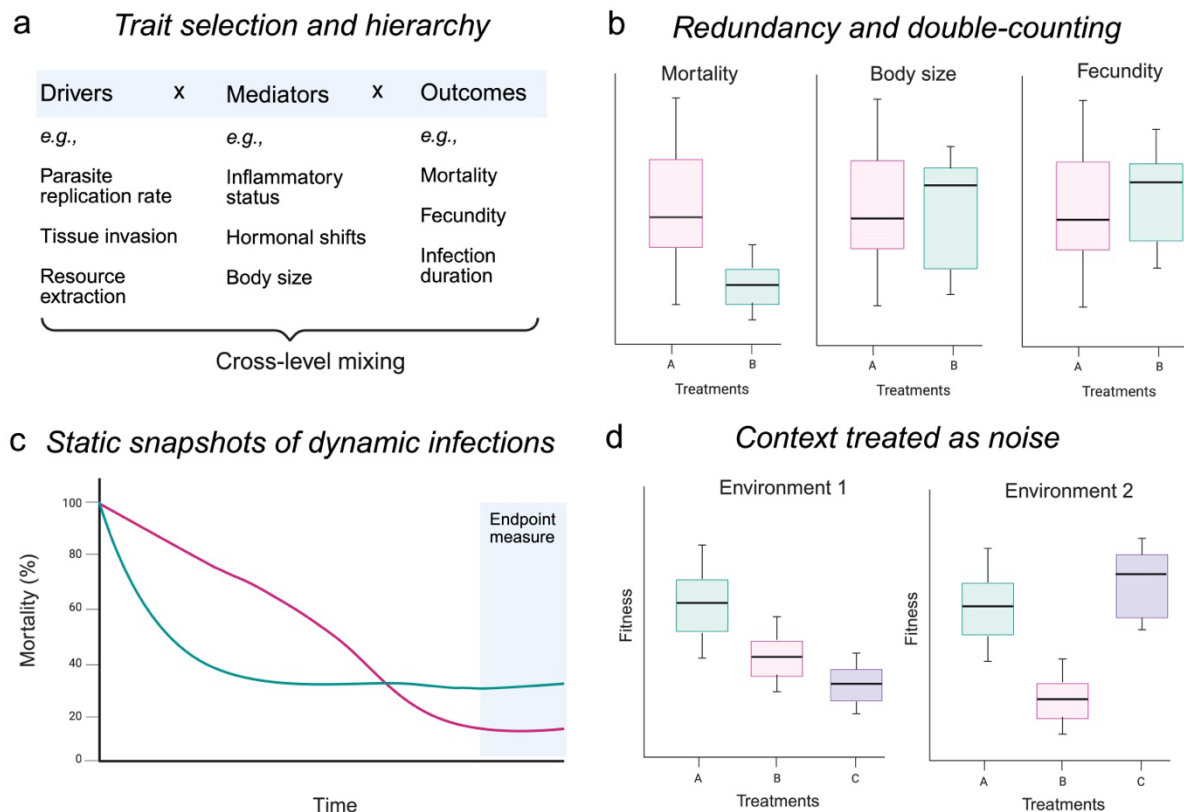 a Trait selection and hierarchy
Drivers x Mediators x Outcomes
e.g., e.g., e.g.,
Parasite
replication rate
Tissue invasion
Resource
extraction
Inflammatory
status
Hormonal shifts
Body size
Mortality
Fecundity
Infection
duration
Cross-level mixing
b Redundancy and double-counting
Mortality
A B
Treatments
Body size
A B
Treatments
Fecundity
A B
Treatments
c Static snapshots of dynamic infections
Mortality (%)
100
80
60
40
20
0
Endpoint
measure
Time
d Context treated as noise
Environment 1
Fitness
A B C
Treatments
Environment 2
Fitness
A B C
Treatments